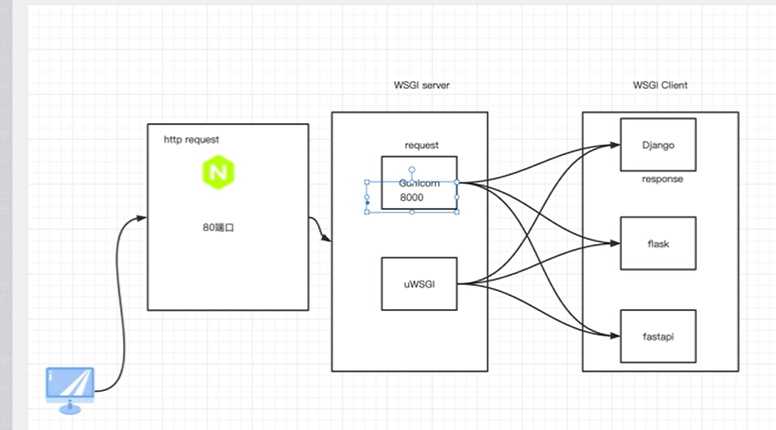 WSGI server
WSGI Client
http request
N
80端口
request
Gunicorn
8000
uWSGI
Django
response
flask
fastapi